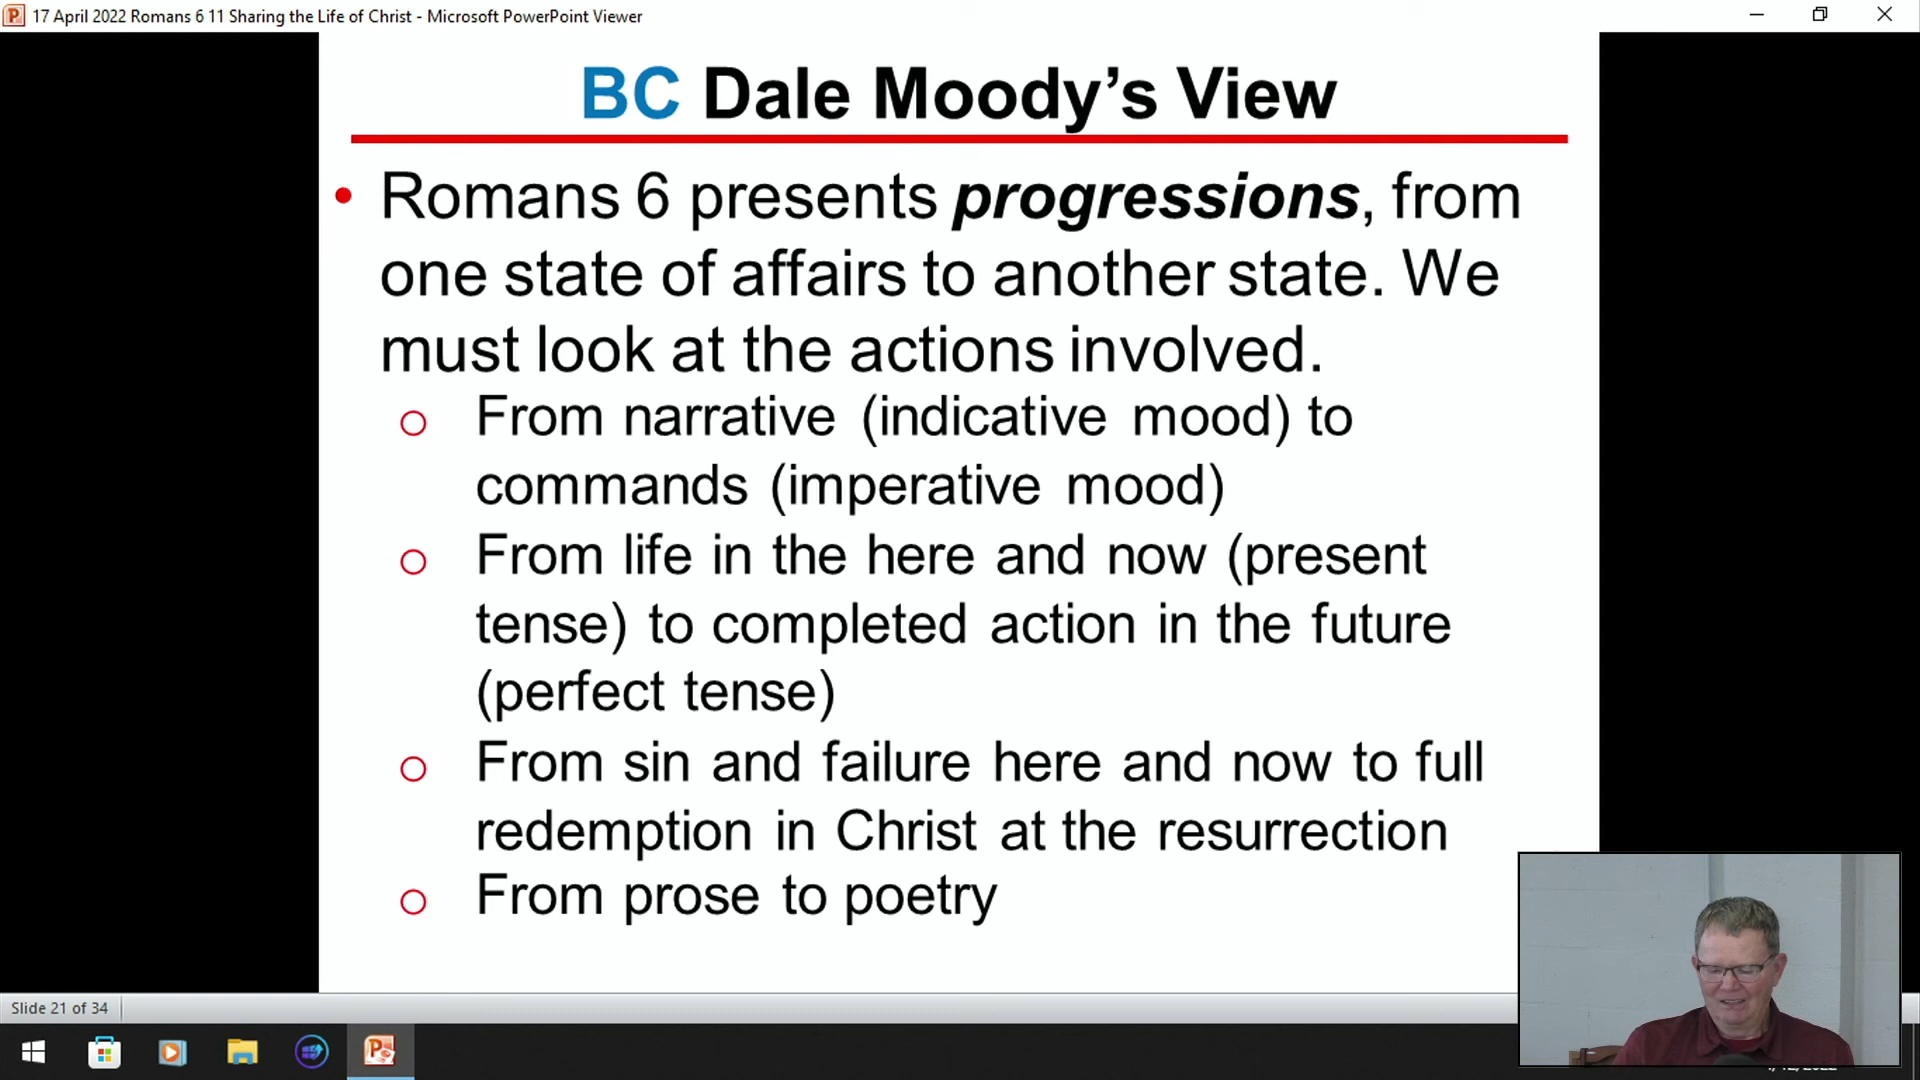 17 April 2022 Romans 6 11 Sharing the Life of Christ - Microsoft PowerPoint Viewer
BC Dale Moody’s View
• Romans 6 presents progressions, from
one state of affairs to another state. We
must look at the actions involved.
o From narrative (indicative mood) to
commands (imperative mood)
o From life in the here and now (present
tense) to completed action in the future
(perfect tense)
o From sin and failure here and now to full
redemption in Christ at the resurrection
o From prose to poetry
Slide 21 of 34